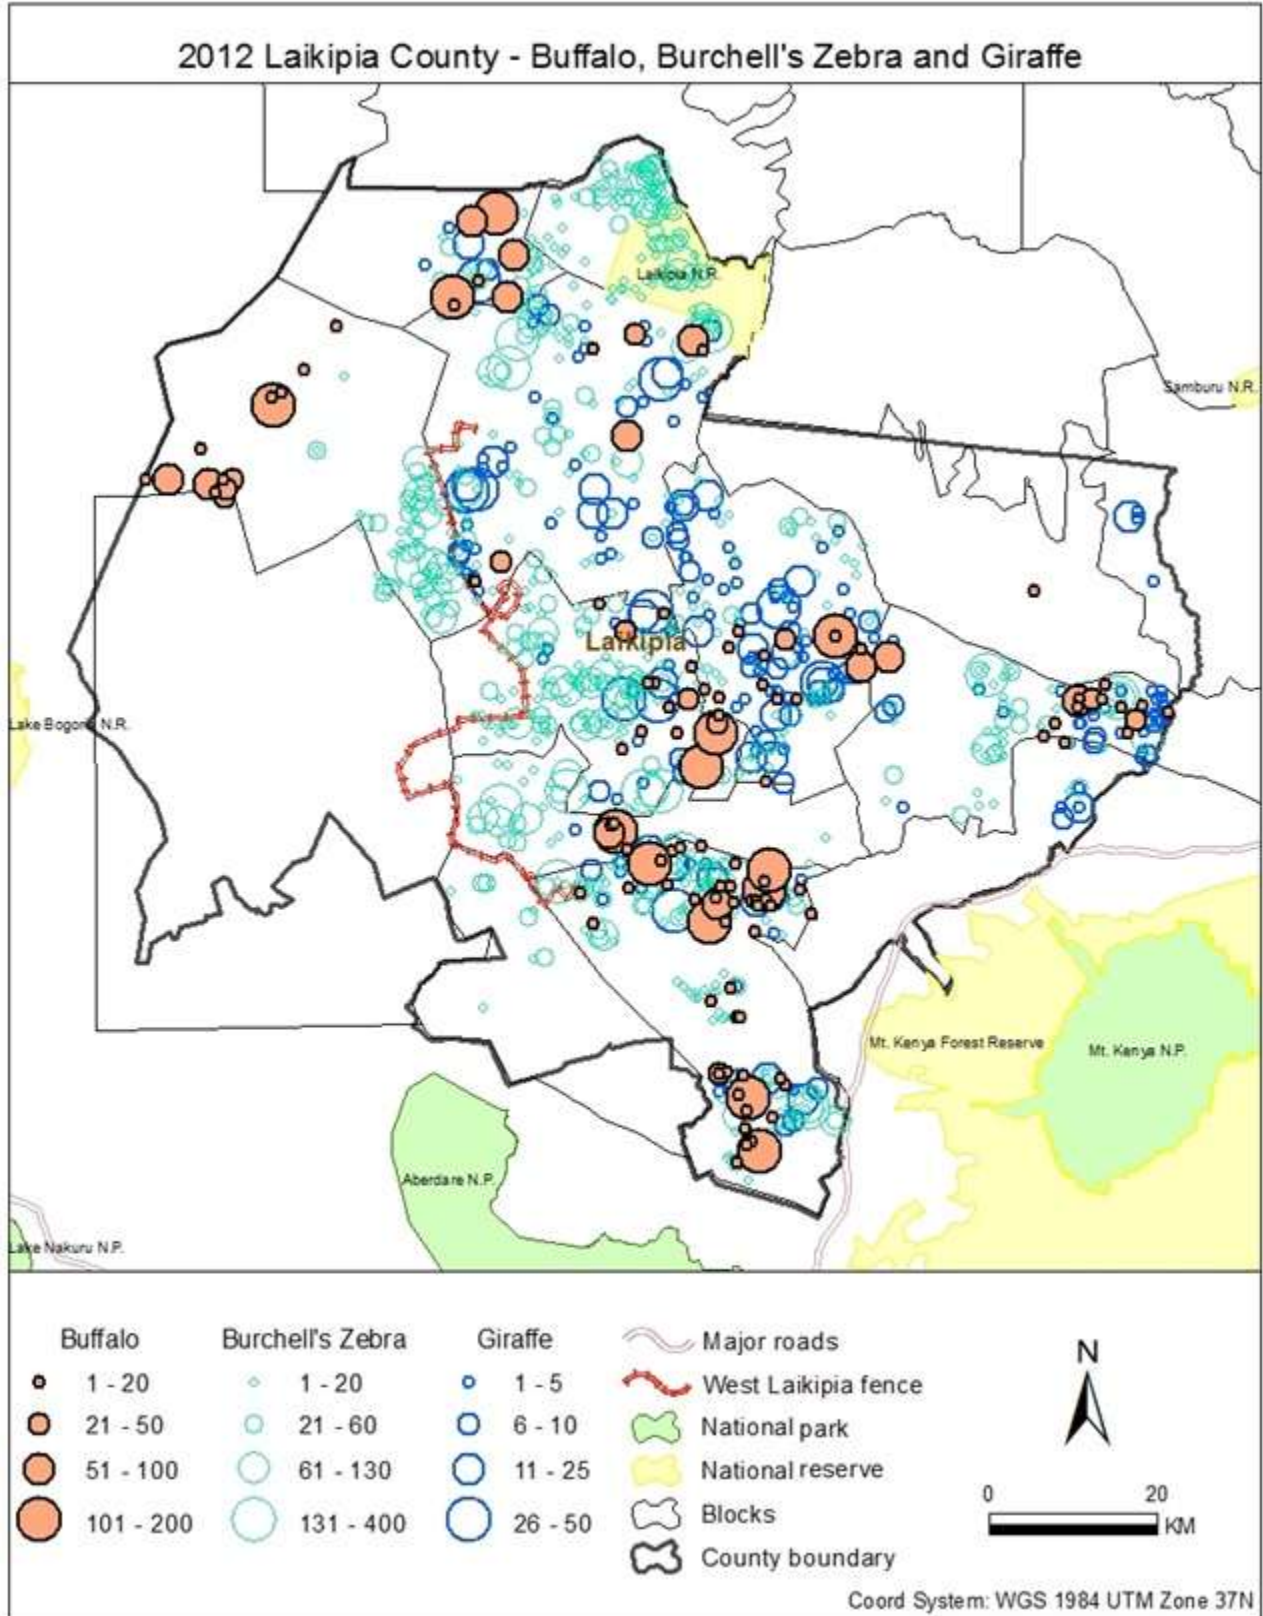 2012 Laikipia County - Buffalo, Burchell's Zebra and Giraffe
Laikipia N.R.
Samburu N.R.
Laikipia
Lake Bogoria N.R.
Mt. Kenya Forest Reserve
Mt. Kenya N.P.
Aberdare N.P.
Lake Nakuru N.P.
Buffalo
1 - 20
21 - 50
51 - 100
101 - 200
Burchell's Zebra
1 - 20
21 - 60
61 - 130
131 - 400
Giraffe
1 - 5
6 - 10
11 - 25
26 - 50
Major roads
West Laikipia fence
National park
National reserve
Blocks
County boundary
N
0 20
KM
Coord System: WGS 1984 UTM Zone 37N